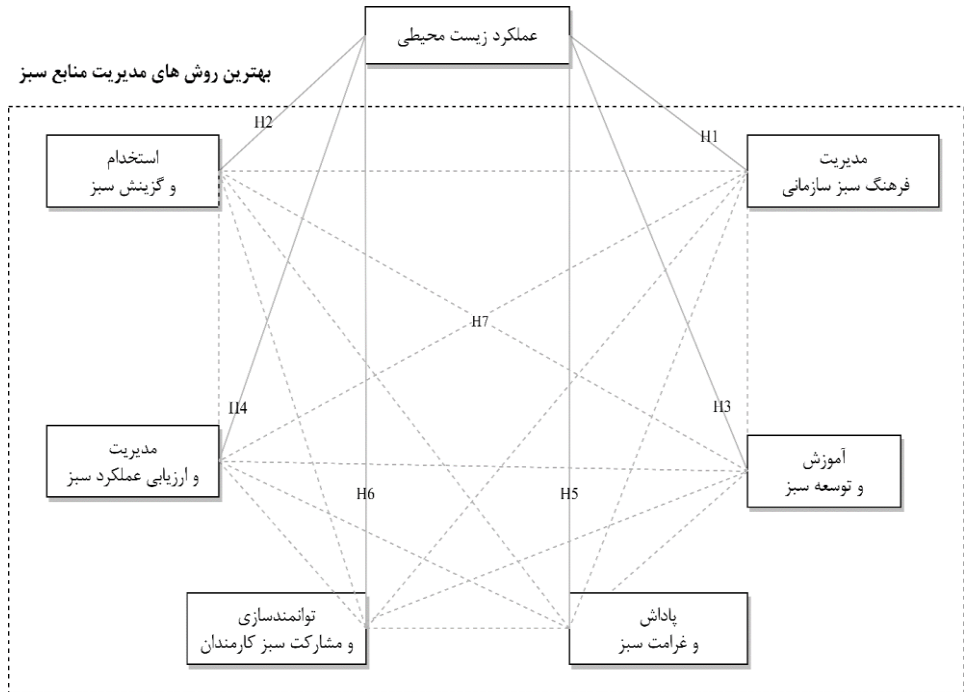 عملکرد زیست محیطی
بهترین روش های مدیریت منابع سبز
H2
H1
استخدام
و گزینش سبز
مدیریت
فرهنگ سبز سازمانی
H7
H4
H3
مدیریت
و ارزیابی عملکرد سبز
آموزش
و توسعه سبز
H6
H5
توانمندسازی
و مشارکت سبز کارمندان
پاداش
و غرامت سبز